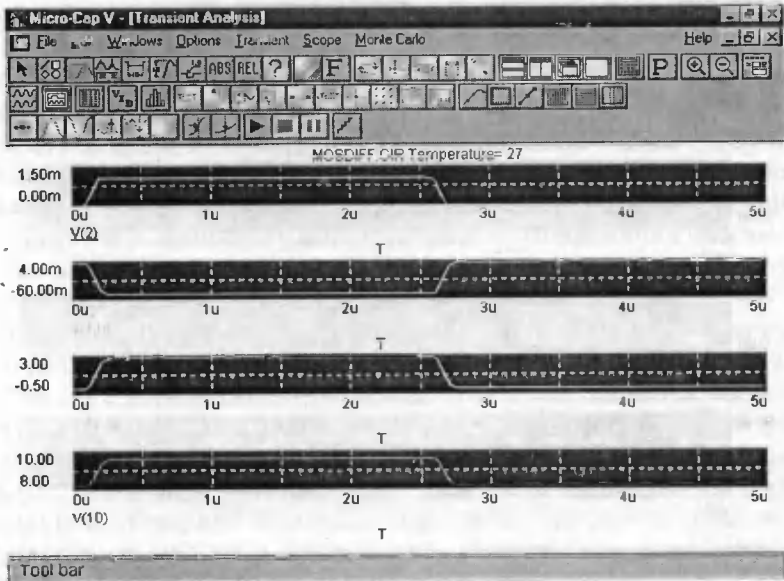 Micro-Cap V - [Transient Analysis]
File Windows Options Transient Scope Monte Carlo Help
ABS REL ? F P
MOSDIFF.CIR Temperature= 27
1.50m
0.00m
0u 1u 2u 3u 4u 5u
V(2)
T
4.00m
-60.00m
0u 1u 2u 3u 4u 5u
T
3.00
-0.50
0u 1u 2u 3u 4u 5u
T
10.00
8.00
0u 1u 2u 3u 4u 5u
V(10)
T
Tool bar